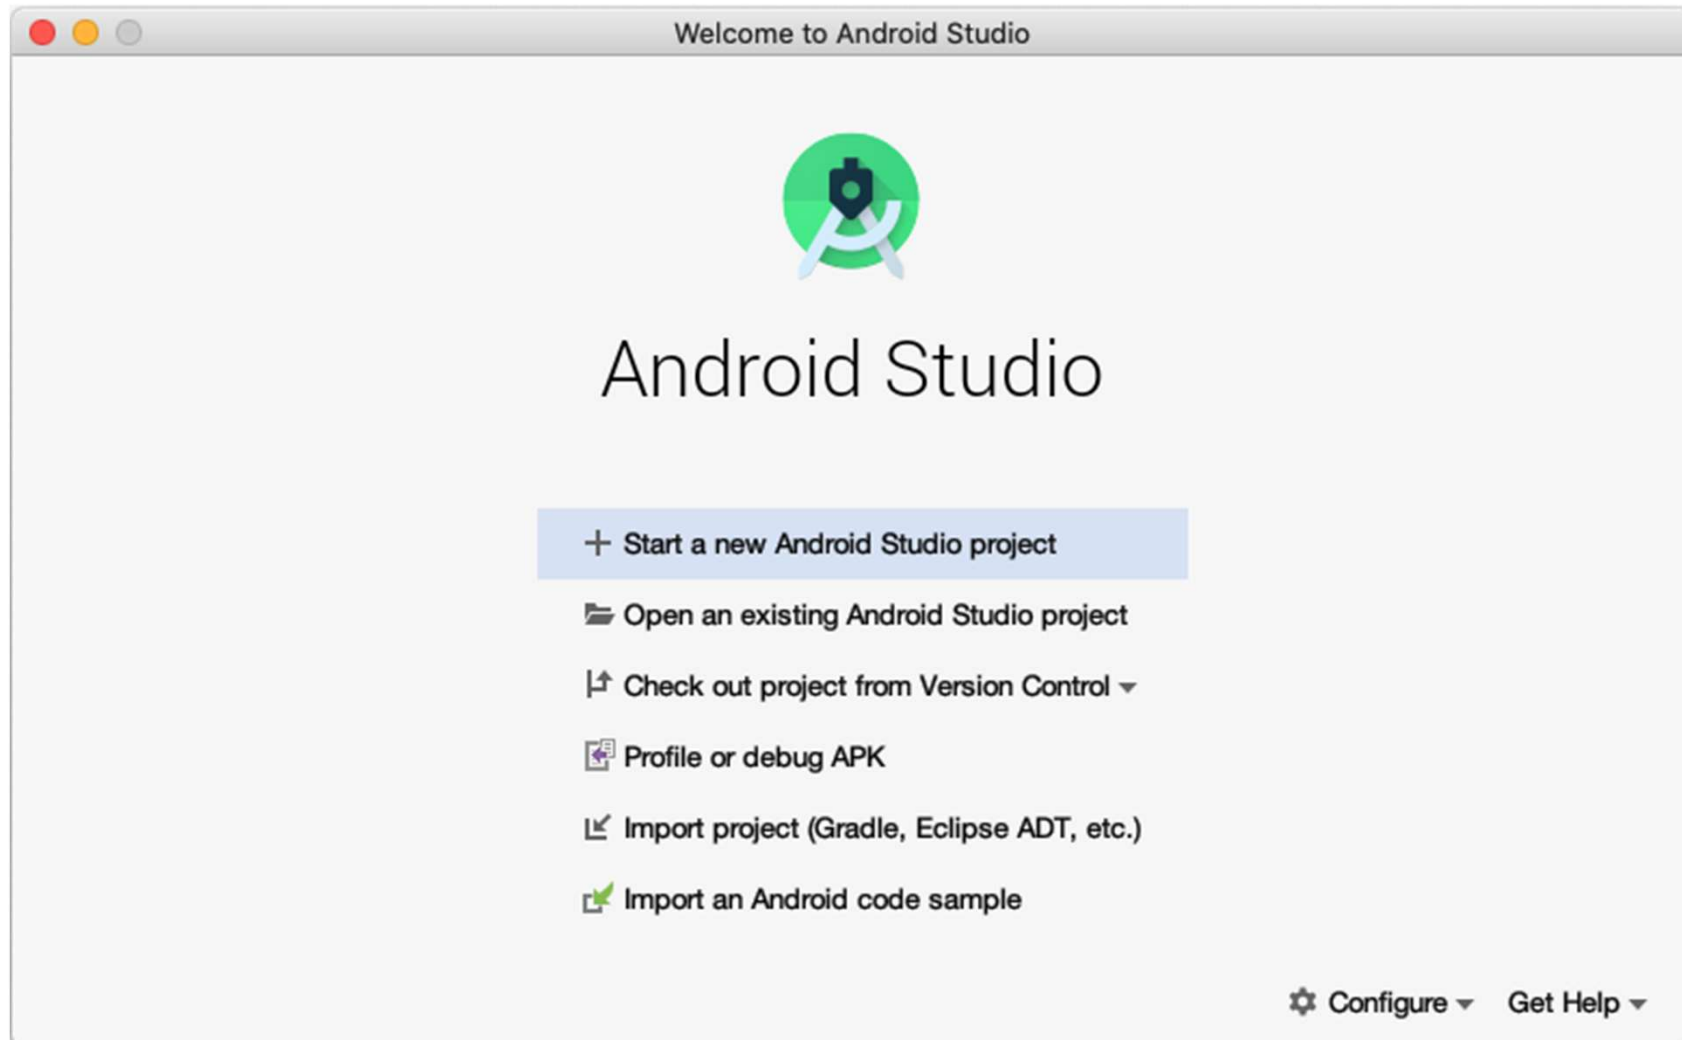 Welcome to Android Studio
Android Studio
Start a new Android Studio project
Open an existing Android Studio project
Check out project from Version Control
Profile or debug APK
Import project (Gradle, Eclipse ADT, etc.)
Import an Android code sample
Configure Get Help